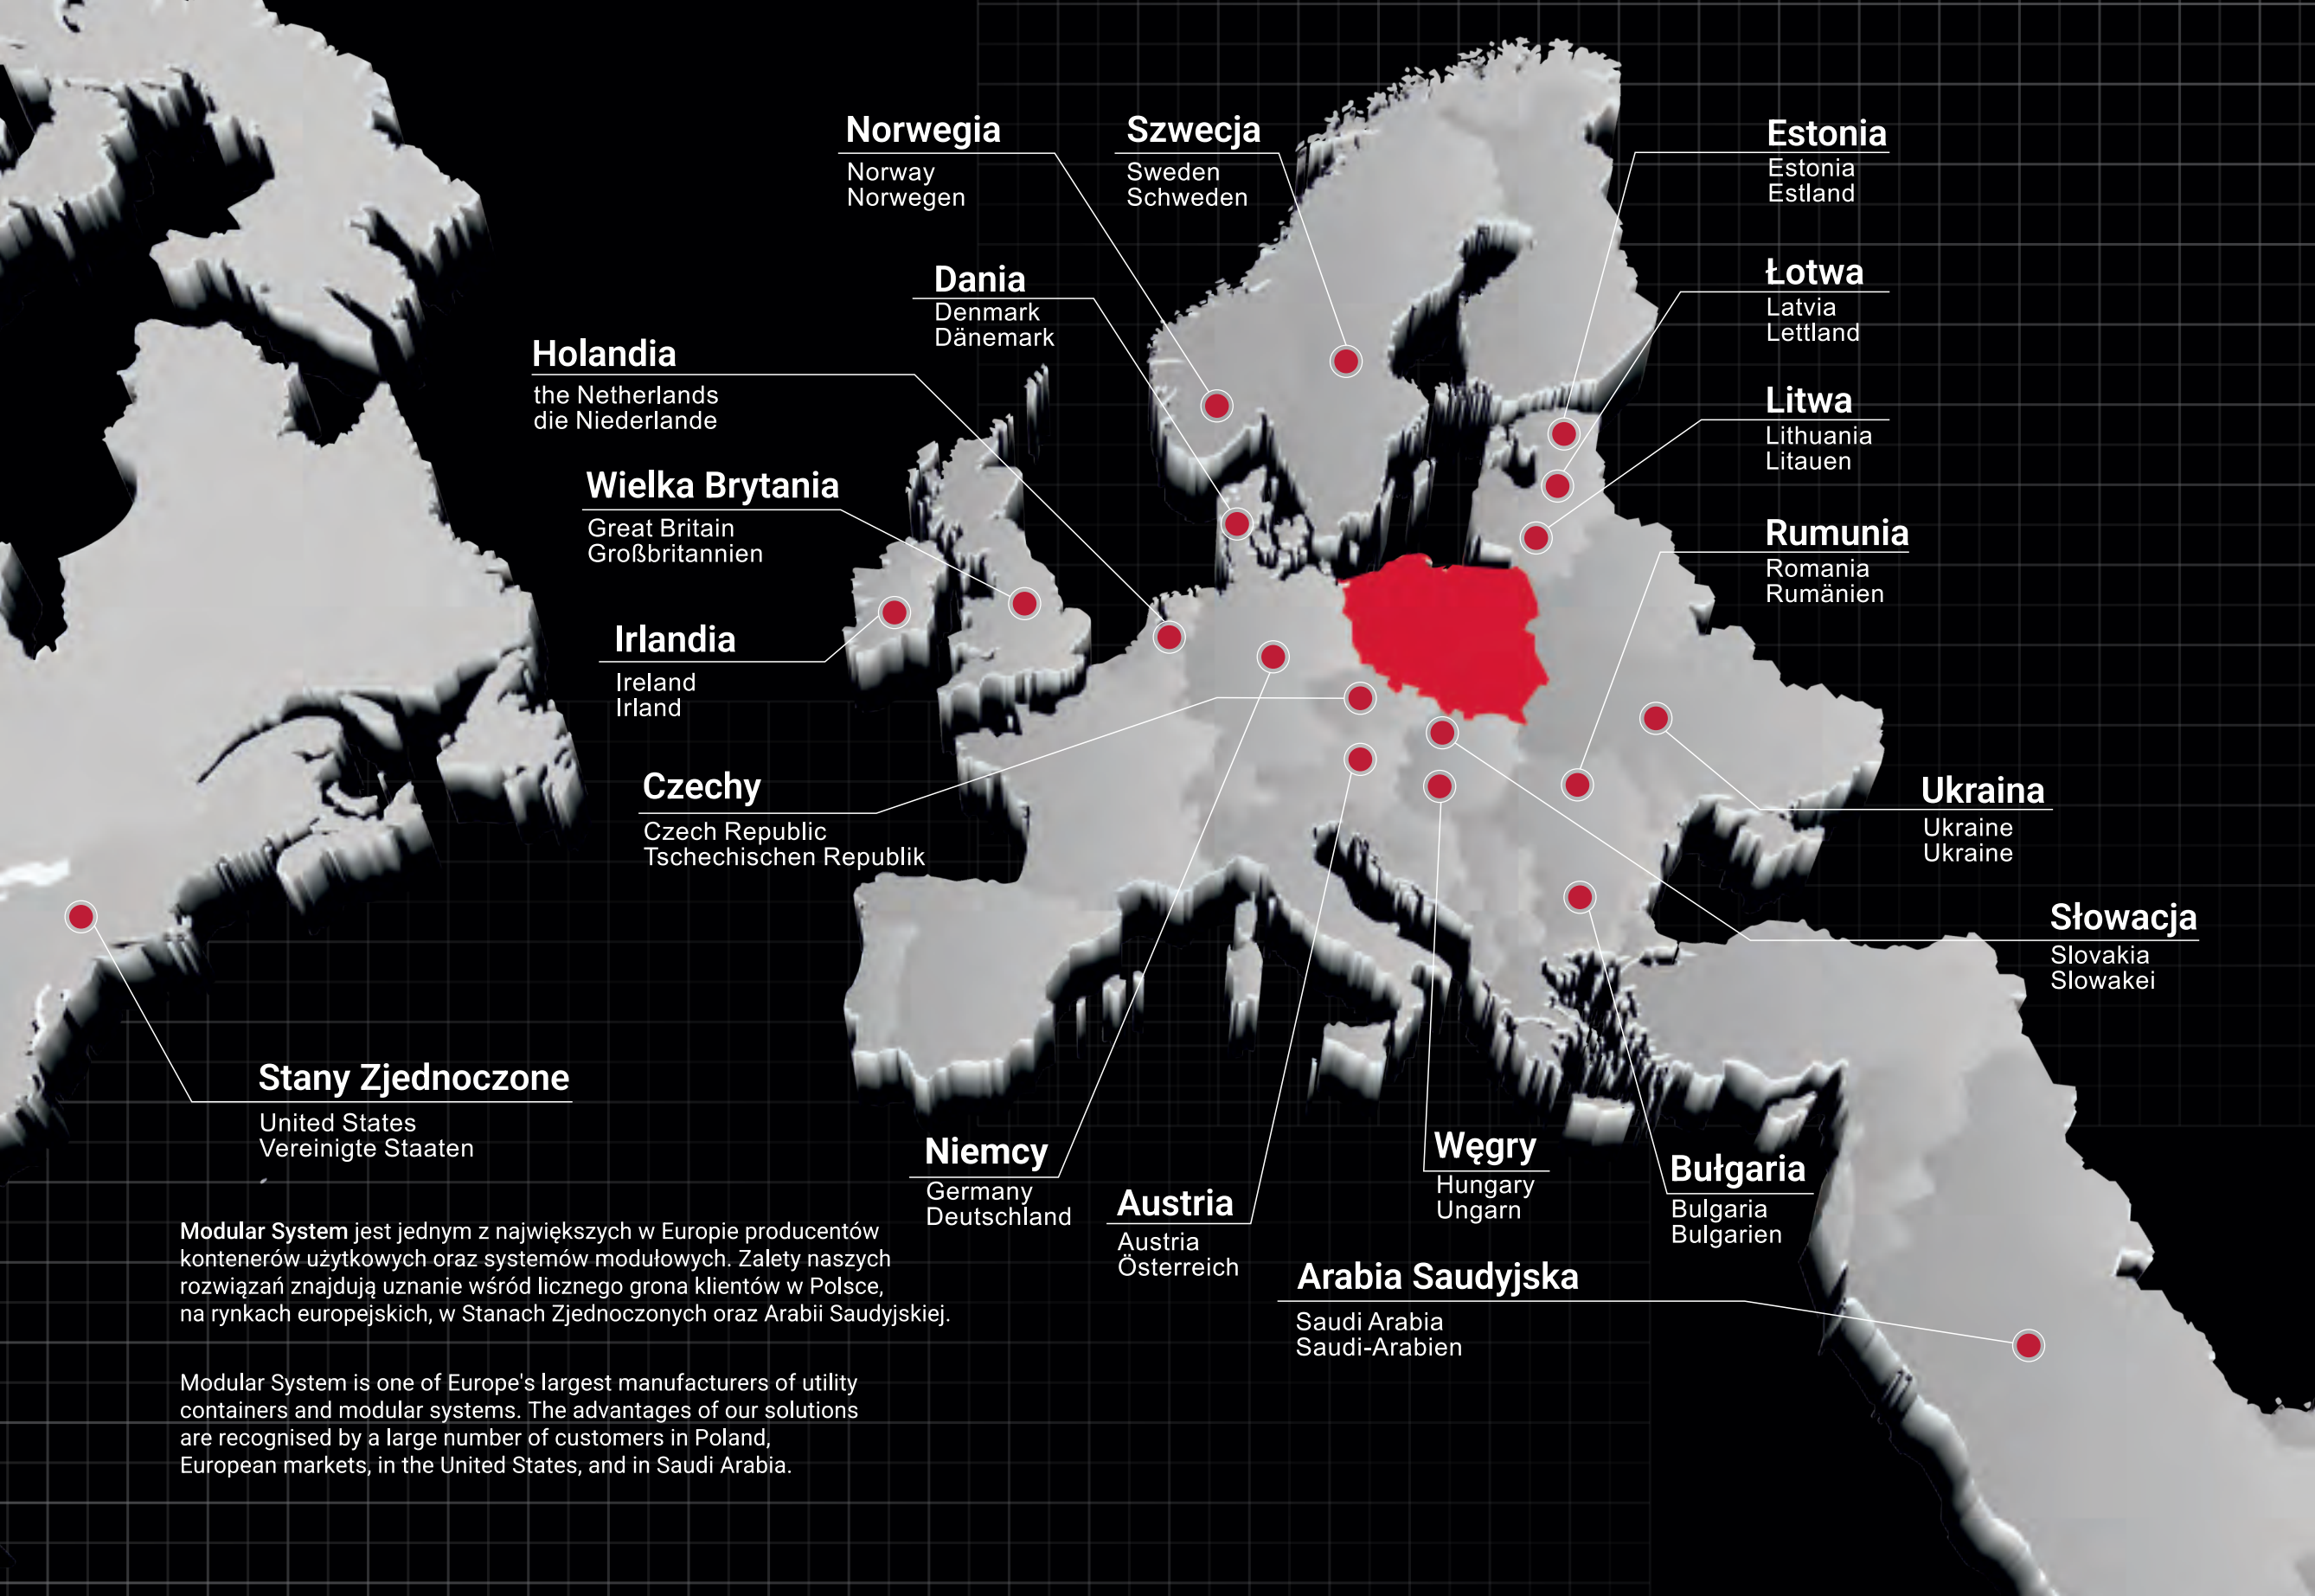 Norwegia
Norway
Norwegen
Szwecja
Sweden
Schweden
Estonia
Estonia
Estland
Dania
Denmark
Dänemark
Łotwa
Latvia
Lettland
Holandia
the Netherlands
die Niederlande
Litwa
Lithuania
Litauen
Wielka Brytania
Great Britain
Großbritannien
Rumunia
Romania
Rumänien
Irlandia
Ireland
Irland
Czechy
Czech Republic
Tschechischen Republik
Ukraina
Ukraine
Ukraine
Słowacja
Slovakia
Slowakei
Stany Zjednoczone
United States
Vereinigte Staaten
Niemcy
Germany
Deutschland
Austria
Austria
Österreich
Węgry
Hungary
Ungarn
Bułgaria
Bulgaria
Bulgarien
Arabia Saudyjska
Saudi Arabia
Saudi-Arabien
Modular System jest jednym z największych w Europie producentów
kontenerów użytkowych oraz systemów modułowych. Zalety naszych
rozwiązań znajdują uznanie wśród licznego grona klientów w Polsce,
na rynkach europejskich, w Stanach Zjednoczonych oraz Arabii Saudyjskiej.
Modular System is one of Europe's largest manufacturers of utility
containers and modular systems. The advantages of our solutions
are recognised by a large number of customers in Poland,
European markets, in the United States, and in Saudi Arabia.